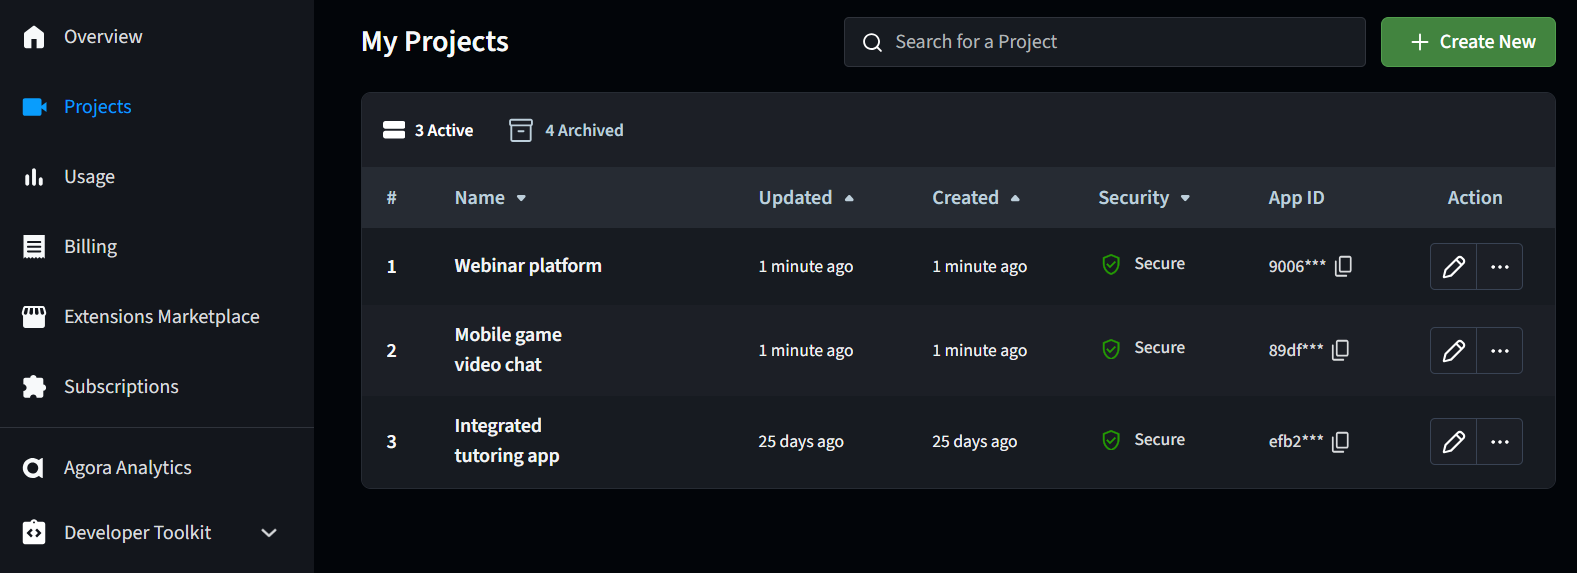 Overview
Projects
Usage
Billing
Extensions Marketplace
Subscriptions
Agora Analytics
Developer Toolkit
My Projects
Search for a Project
Create New
3 Active
4 Archived
# Name Updated Created Security App ID Action
1 Webinar platform 1 minute ago 1 minute ago Secure 9006***
2 Mobile game
video chat 1 minute ago 1 minute ago Secure 89df***
3 Integrated
tutoring app 25 days ago 25 days ago Secure efb2***